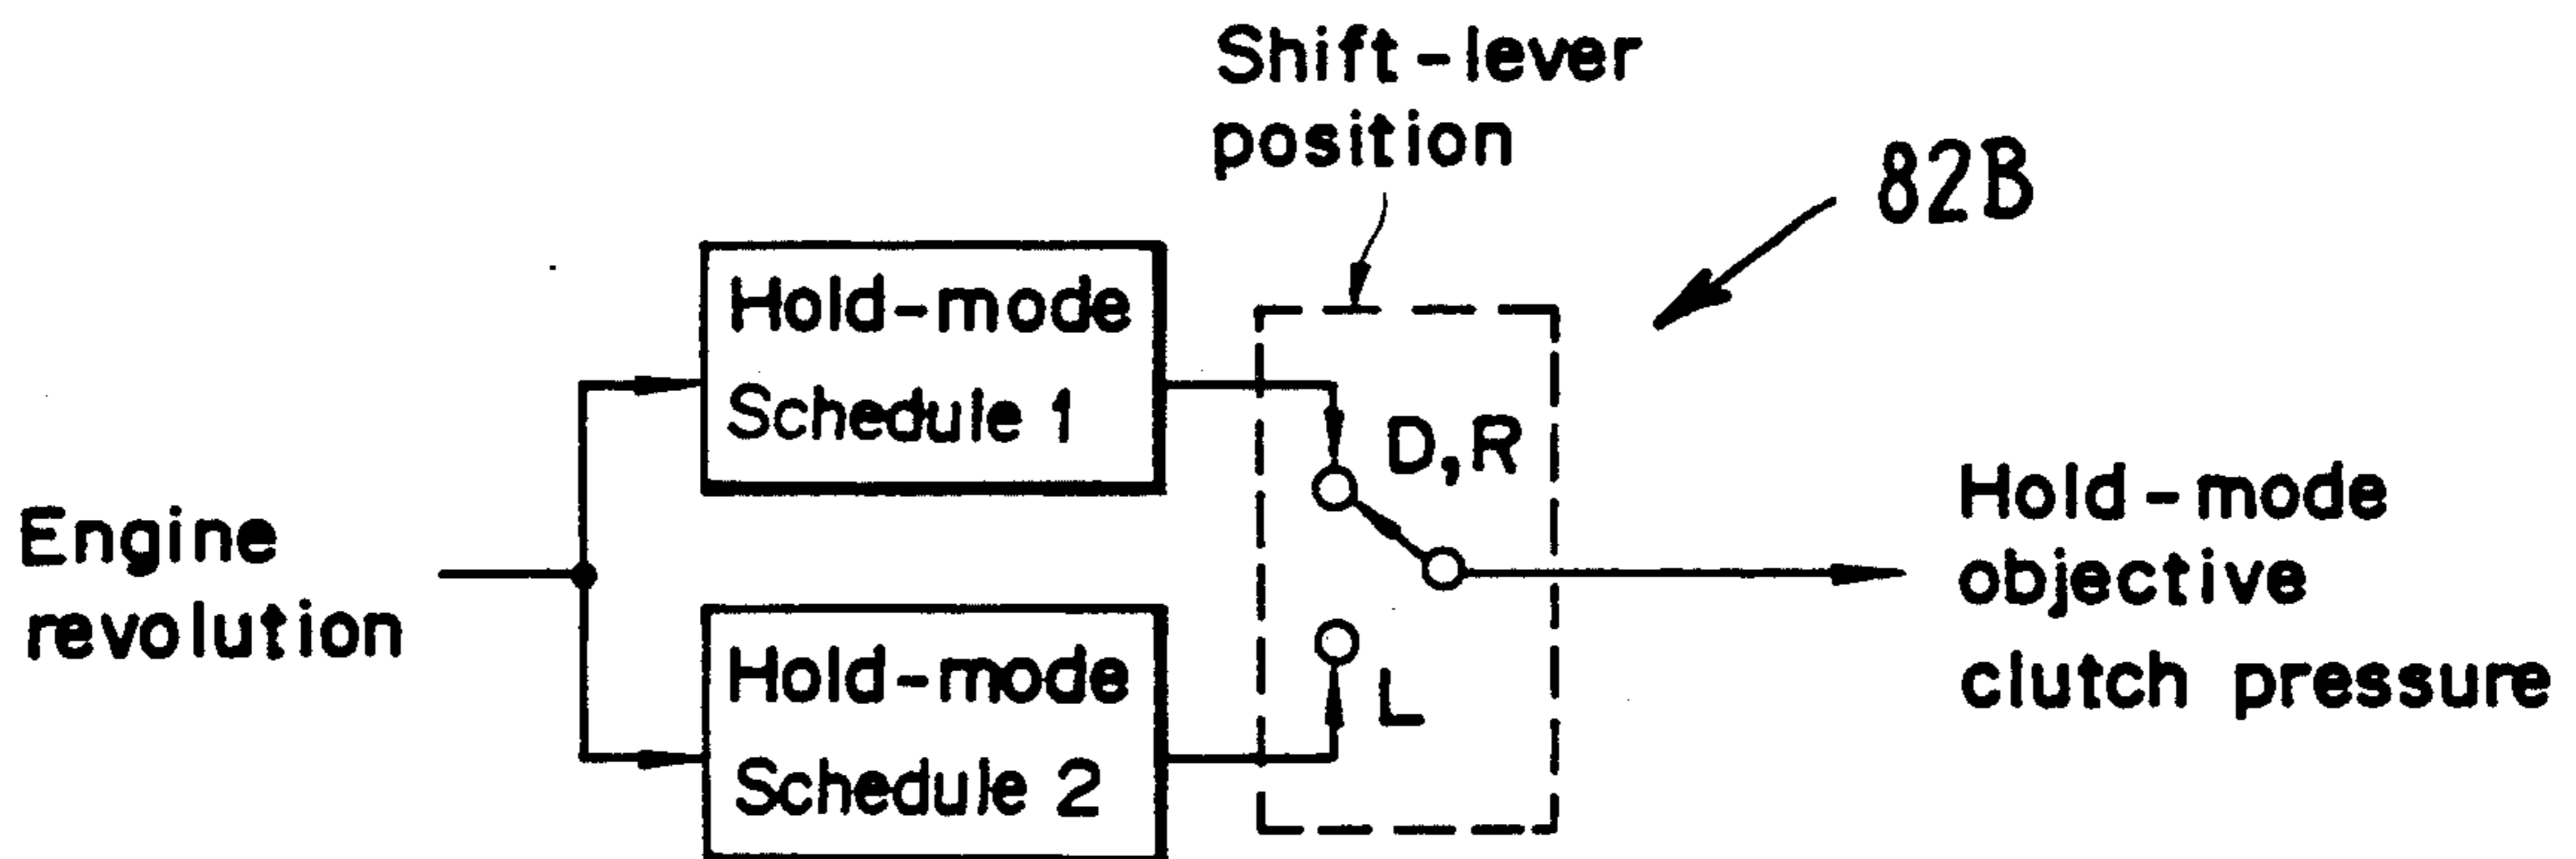 Shift-lever
position
82B
Hold-mode
Schedule 1
D,R
Engine
revolution
Hold-mode
objective
clutch pressure
Hold-mode
Schedule 2
L